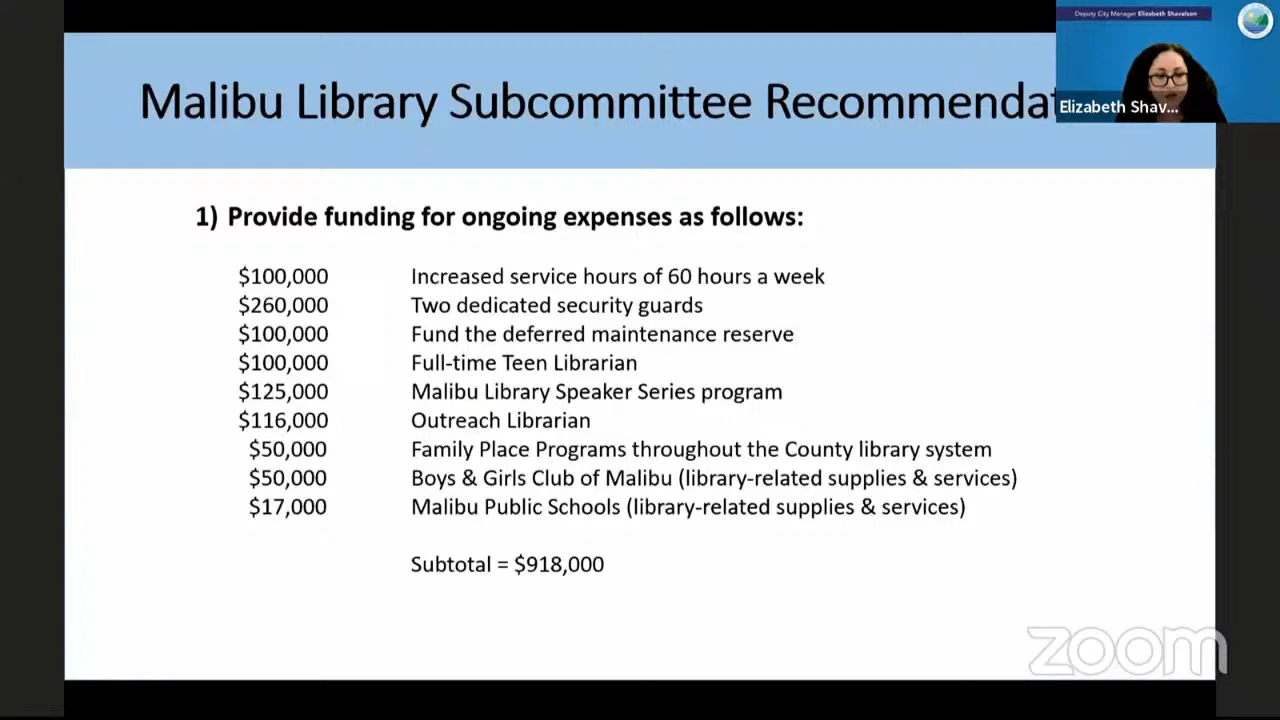 Deputy City Manager Elizabeth Shavelson
Malibu Library Subcommittee Recommendat
Elizabeth Shav...
1) Provide funding for ongoing expenses as follows:
$100,000 Increased service hours of 60 hours a week
$260,000 Two dedicated security guards
$100,000 Fund the deferred maintenance reserve
$100,000 Full-time Teen Librarian
$125,000 Malibu Library Speaker Series program
$116,000 Outreach Librarian
$50,000 Family Place Programs throughout the County library system
$50,000 Boys & Girls Club of Malibu (library-related supplies & services)
$17,000 Malibu Public Schools (library-related supplies & services)
Subtotal = $918,000
zoom